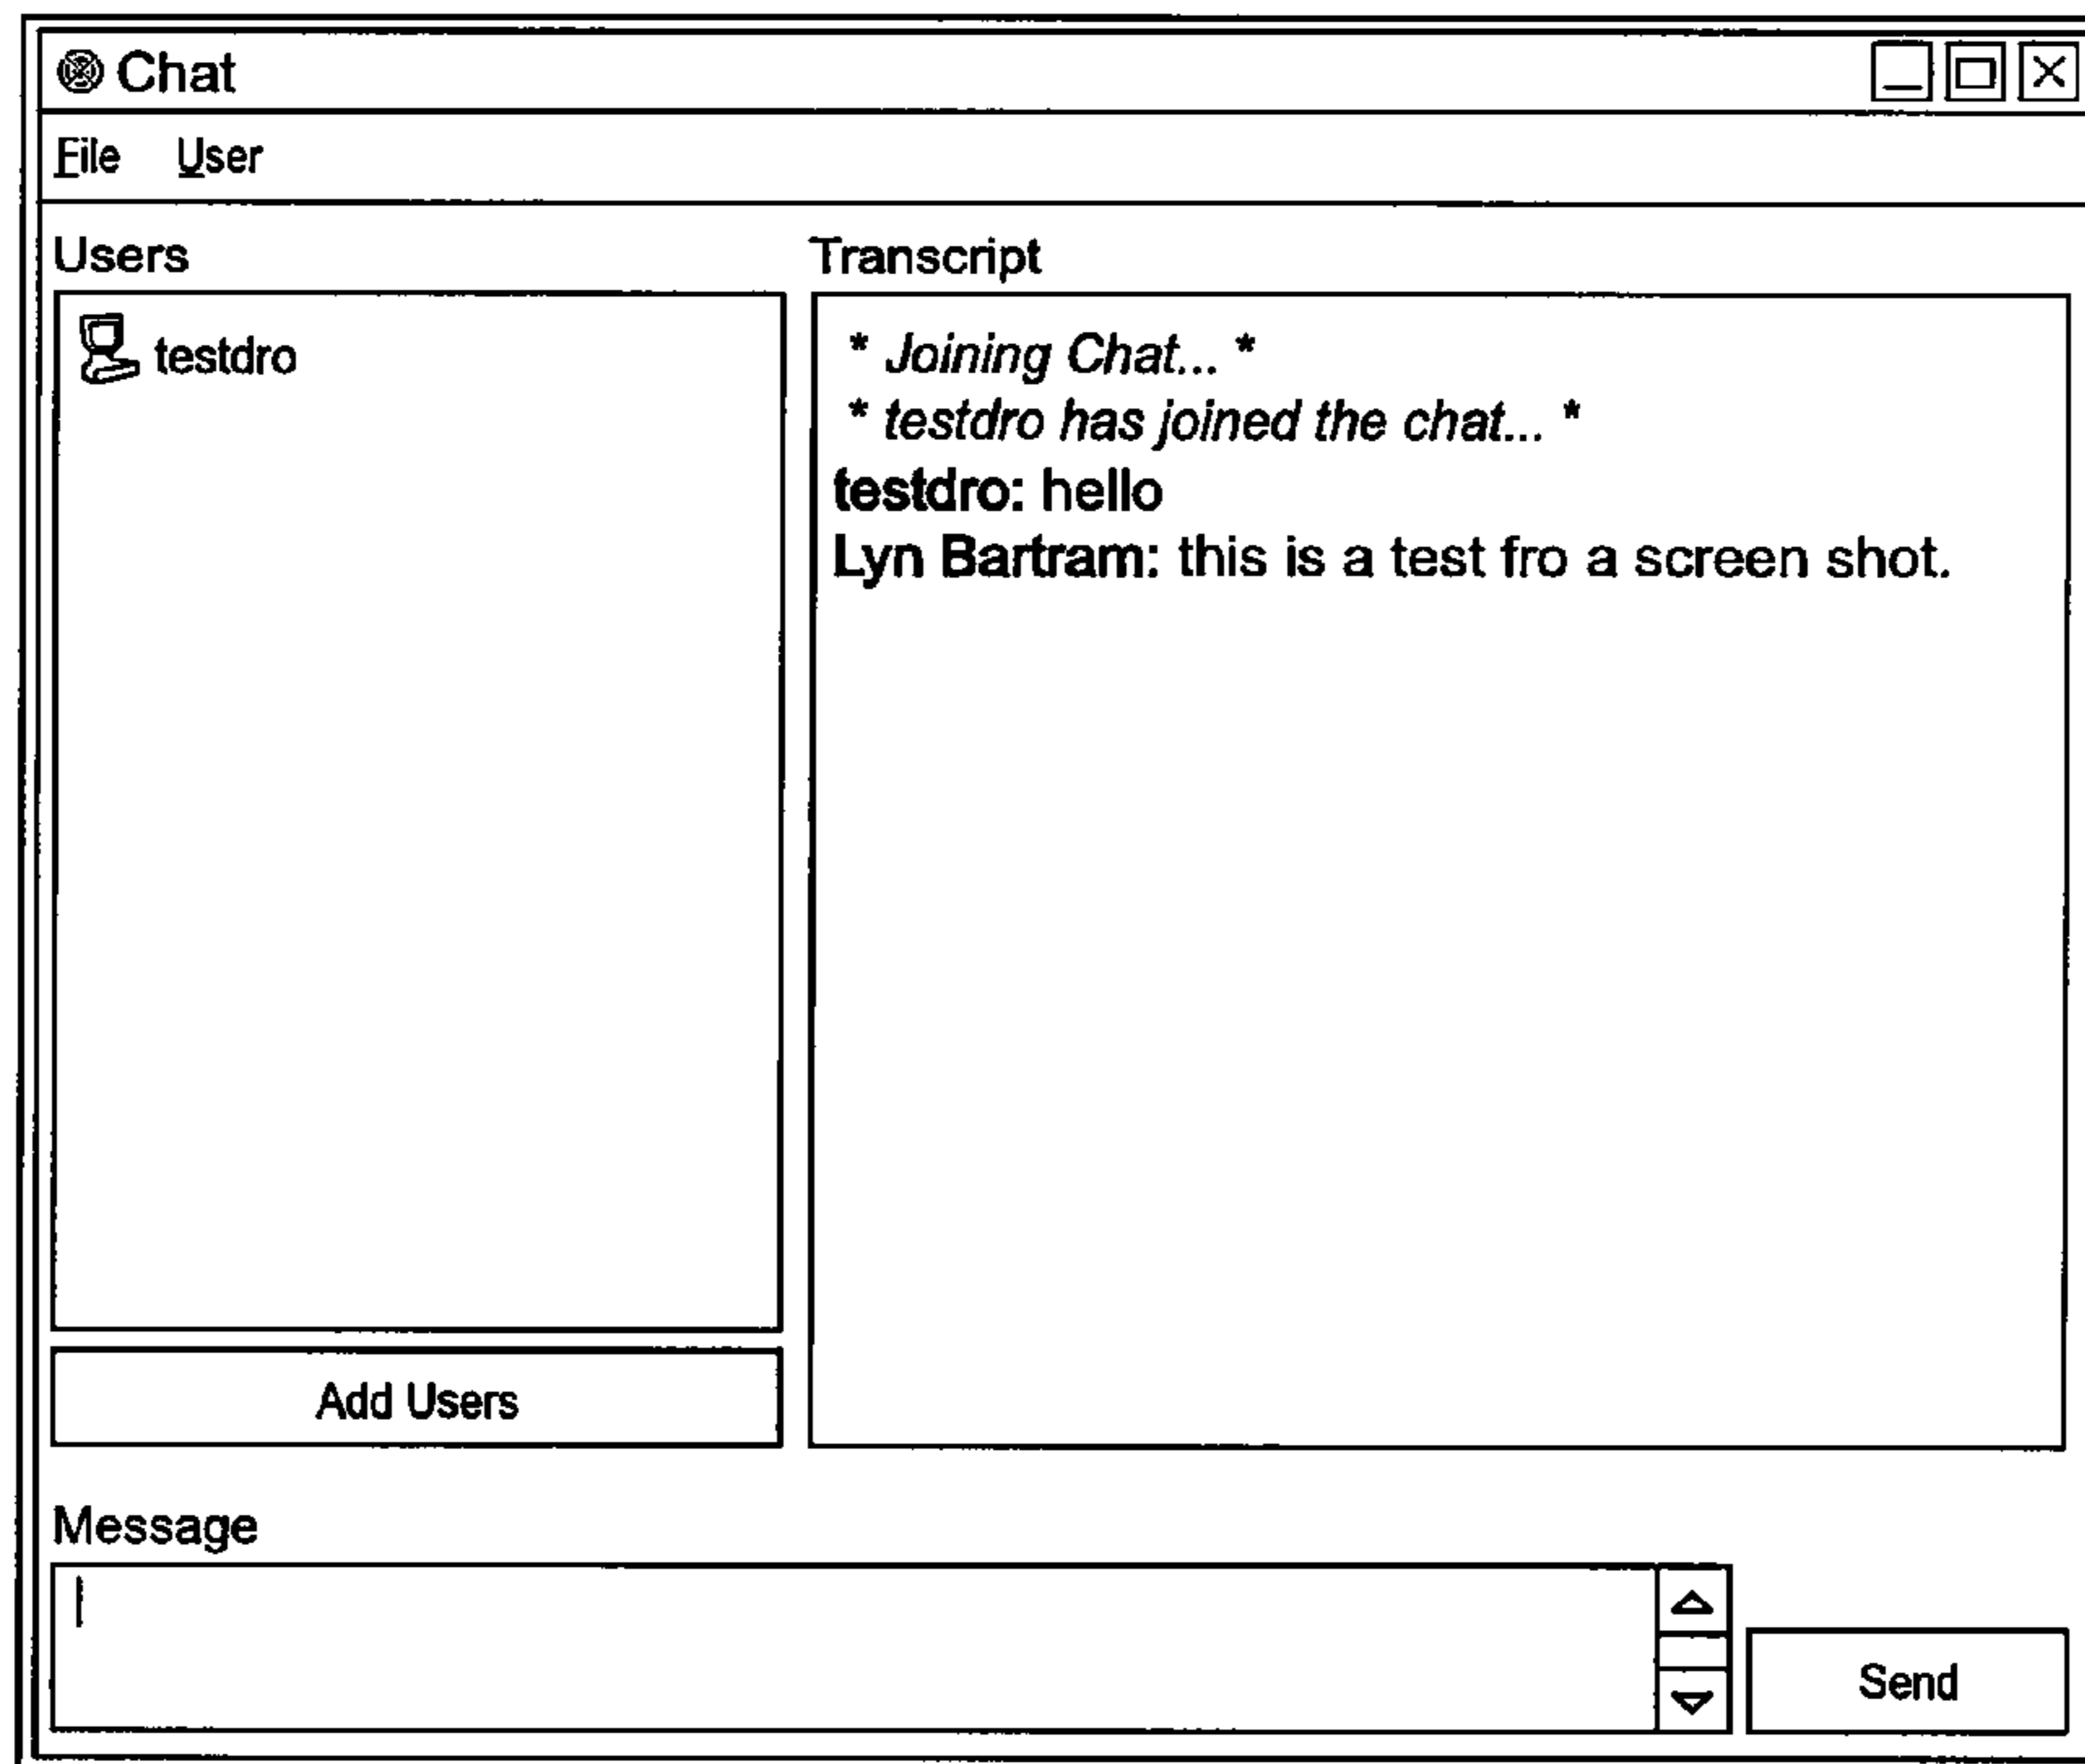 Chat
File User
Users
testdro
Add Users
Transcript
* Joining Chat... *
* testdro has joined the chat... *
testdro: hello
Lyn Bartram: this is a test fro a screen shot.
Message
Send